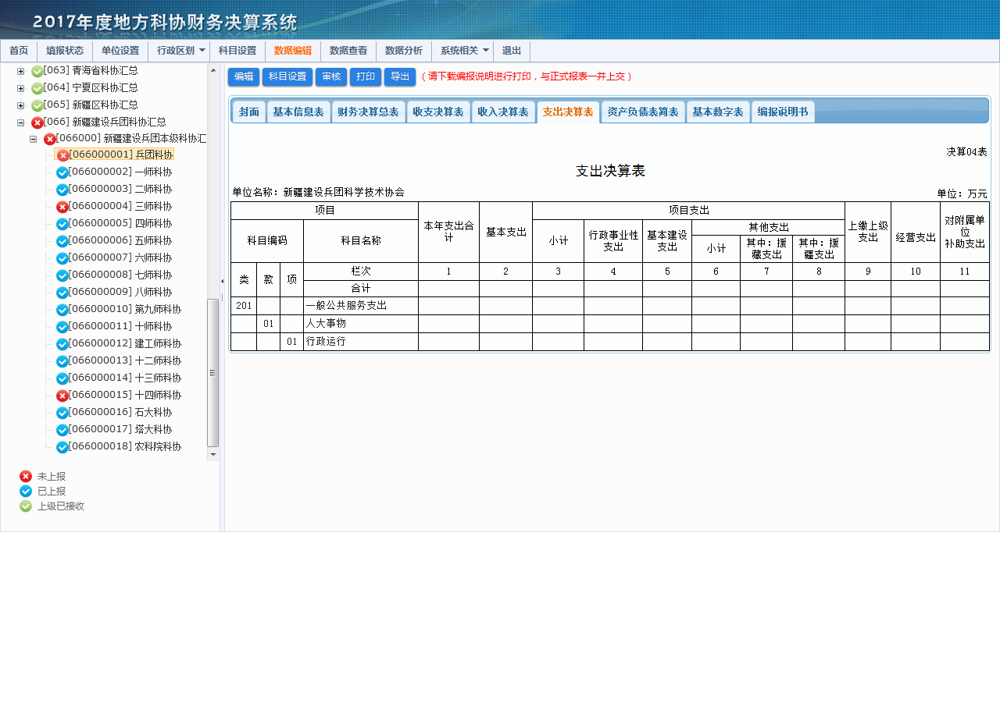 2017年度地方科协财务决算系统
首页 填报状态 单位设置 行政区划 科目设置 数据编辑 数据查看 数据分析 系统相关 退出
[063] 青海省科协汇总
[064] 宁夏区科协汇总
[065] 新疆区科协汇总
[066] 新疆建设兵团科协汇总
[066000] 新疆建设兵团本级科协汇
[066000001] 兵团科协
[066000002] 一师科协
[066000003] 二师科协
[066000004] 三师科协
[066000005] 四师科协
[066000006] 五师科协
[066000007] 六师科协
[066000008] 七师科协
[066000009] 八师科协
[066000010] 第九师科协
[066000011] 十师科协
[066000012] 建工师科协
[066000013] 十二师科协
[066000014] 十三师科协
[066000015] 十四师科协
[066000016] 石大科协
[066000017] 塔大科协
[066000018] 农科院科协
未上报
已上报
上级已接收
编辑 科目设置 审核 打印 导出 （请下载编报说明进行打印，与正式报表一并上交）
封面 基本信息表 财务决算总表 收支决算表 收入决算表 支出决算表 资产负债表简表 基本数字表 编报说明书
决算04表
支出决算表
单位名称：新疆建设兵团科学技术协会 单位：万元
项目 本年支出合计 基本支出 项目支出 上缴上级支出 经营支出 对附属单位补助支出
科目编码 科目名称 小计 行政事业性支出 基本建设支出 其他支出
小计 其中：援藏支出 其中：援疆支出
类 款 项 栏次 1 2 3 4 5 6 7 8 9 10 11
合计
201 一般公共服务支出
01 人大事物
01 行政运行